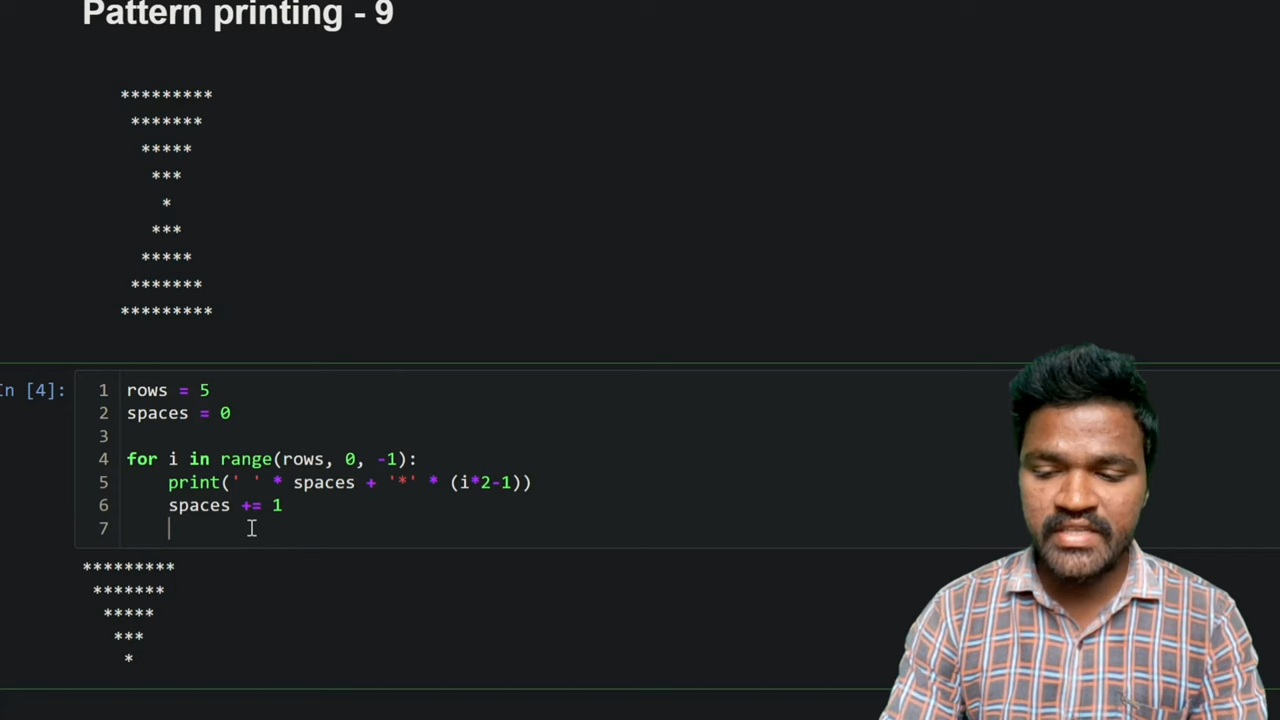 Pattern printing - 9
*********
*******
*****
***
*
***
*****
*******
*********
In [4]:
1 rows = 5
2 spaces = 0
3
4 for i in range(rows, 0, -1):
5 print(' ' * spaces + '*' * (i*2-1))
6 spaces += 1
7
*********
*******
*****
***
*